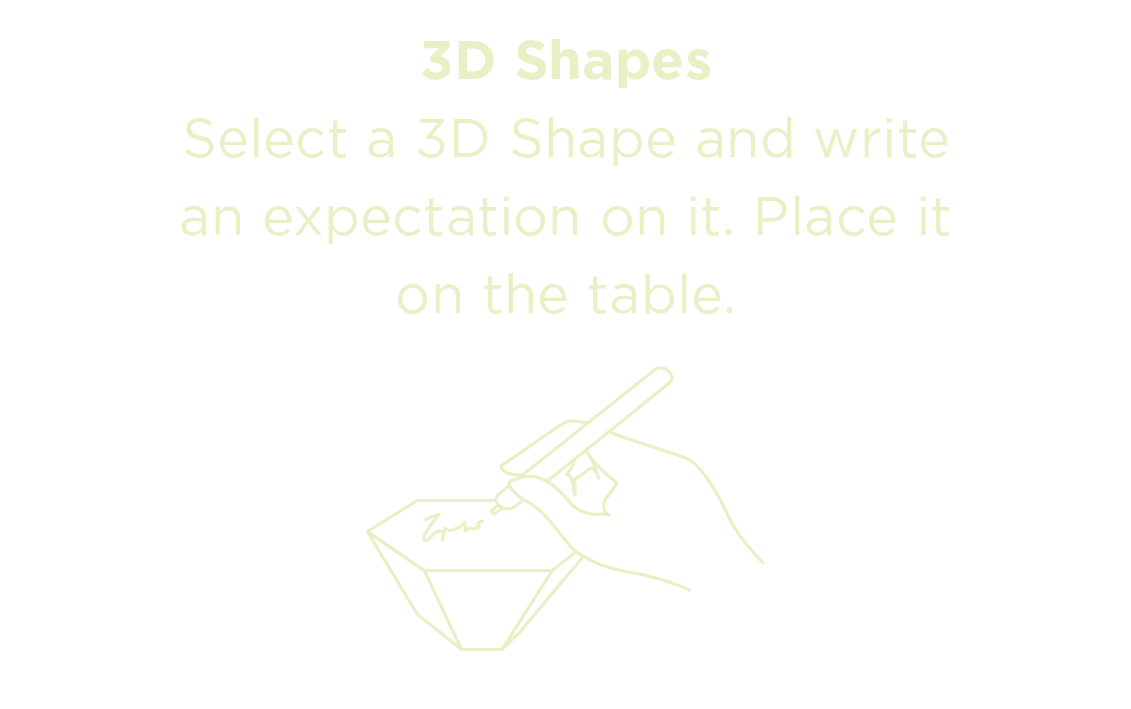 3D Shapes
Select a 3D Shape and write
an expectation on it. Place it
on the table.